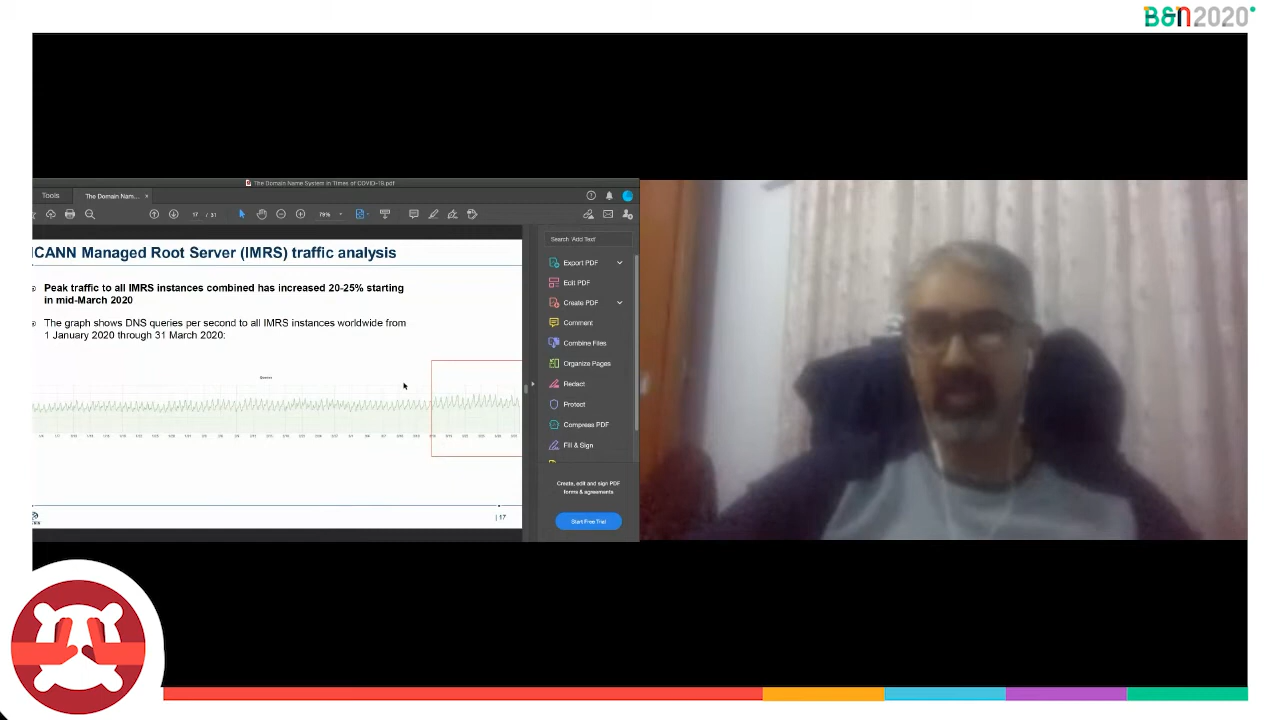 B&N2020
The Domain Name System in Times of COVID-19.pdf
Tools
The Domain Nam...
×
17 / 31
79%
ICANN Managed Root Server (IMRS) traffic analysis
Peak traffic to all IMRS instances combined has increased 20-25% starting
in mid-March 2020
The graph shows DNS queries per second to all IMRS instances worldwide from
1 January 2020 through 31 March 2020:
| 17
Search 'Add Text'
Export PDF
Edit PDF
Create PDF
Comment
Combine Files
Organize Pages
Redact
Protect
Compress PDF
Fill & Sign
Create, edit and sign PDF
forms & agreements
Start Free Trial